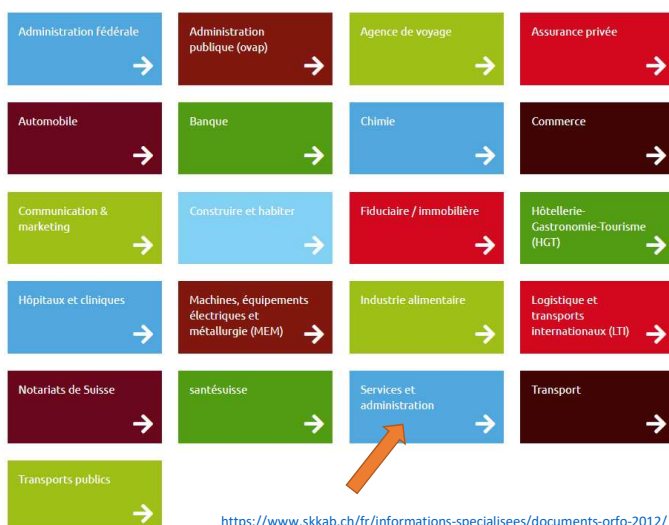 Administration fédérale
Administration
publique (ovap)
Agence de voyage
Assurance privée
Automobile
Banque
Chimie
Commerce
Communication &
marketing
Construire et habiter
Fiduciaire / immobilière
Hôtellerie-
Gastronomie-Tourisme
(HGT)
Hôpitaux et cliniques
Machines, équipements
électriques et
métallurgie (MEM)
Industrie alimentaire
Logistique et
transports
internationaux (LTI)
Notariats de Suisse
santésuisse
Services et
administration
Transport
Transports publics
https://www.skkab.ch/fr/informations-specialisees/documents-orfo-2012/